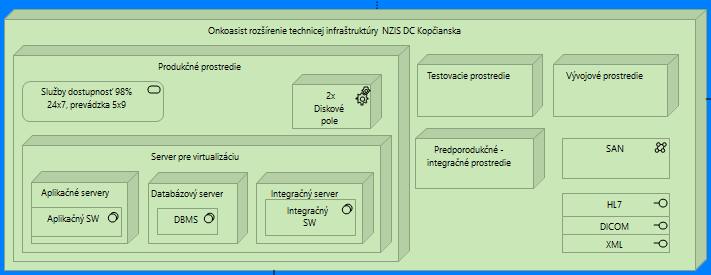 Onkoasist rozšírenie technicej infraštruktúry NZIS DC Kopčianska
Produkčné prostredie
Služby dostupnosť 98%
24x7, prevádzka 5x9
2x
Diskové
pole
Server pre virtualizáciu
Aplikačné servery
Aplikačný SW
Databázový server
DBMS
Integračný server
Integračný
SW
Testovacie prostredie
Vývojové prostredie
Predporodukčné -
integračné prostredie
SAN
HL7
DICOM
XML